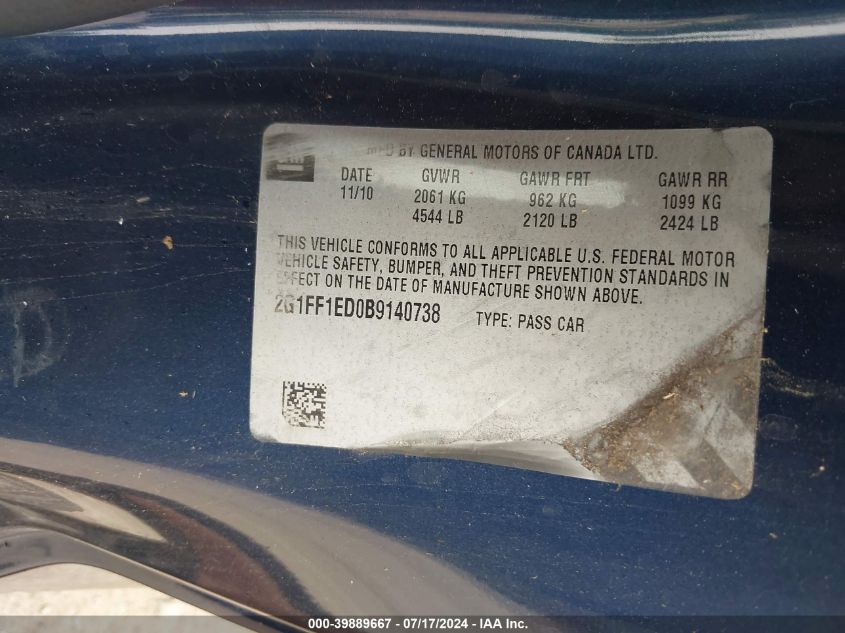 MFD BY GENERAL MOTORS OF CANADA LTD.
DATE GVWR GAWR FRT GAWR RR
11/10 2061 KG 962 KG 1099 KG
4544 LB 2120 LB 2424 LB
THIS VEHICLE CONFORMS TO ALL APPLICABLE U.S. FEDERAL MOTOR
VEHICLE SAFETY, BUMPER, AND THEFT PREVENTION STANDARDS IN
EFFECT ON THE DATE OF MANUFACTURE SHOWN ABOVE.
2G1FF1ED0B9140738 TYPE: PASS CAR
000-39889667 - 07/17/2024 - IAA Inc.